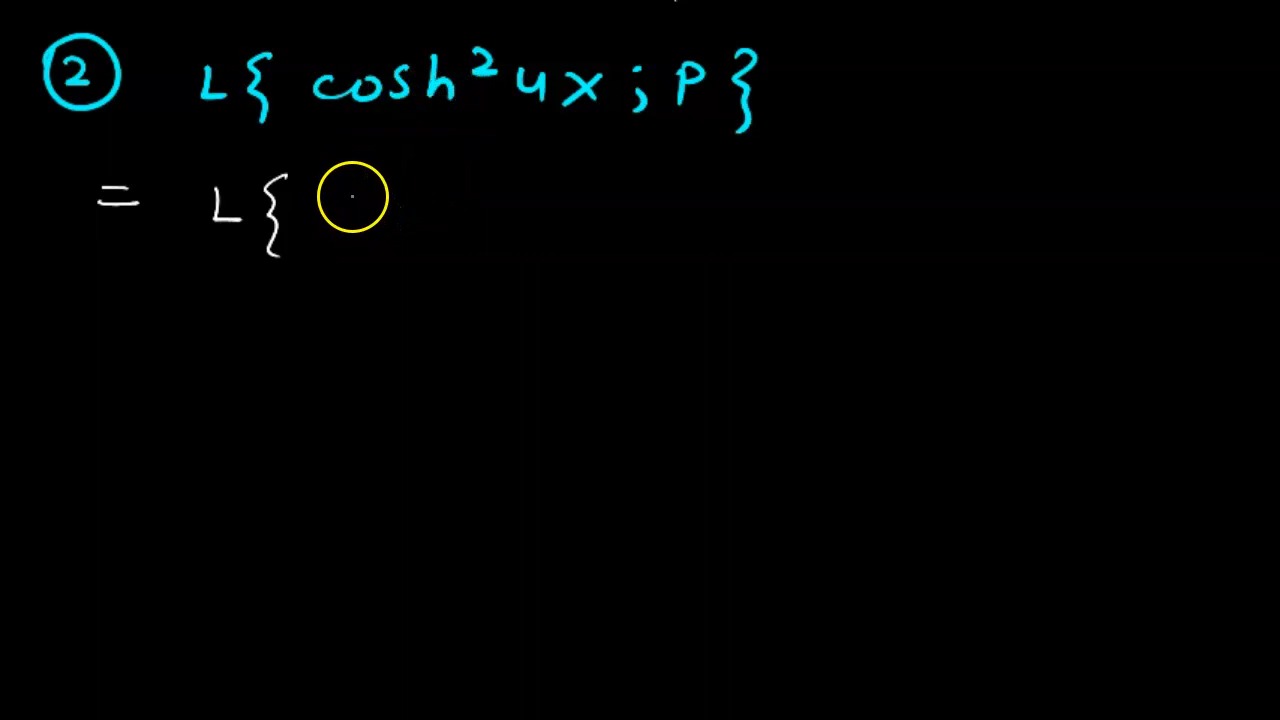 ② L{ cosh²4x ; P }
= L{